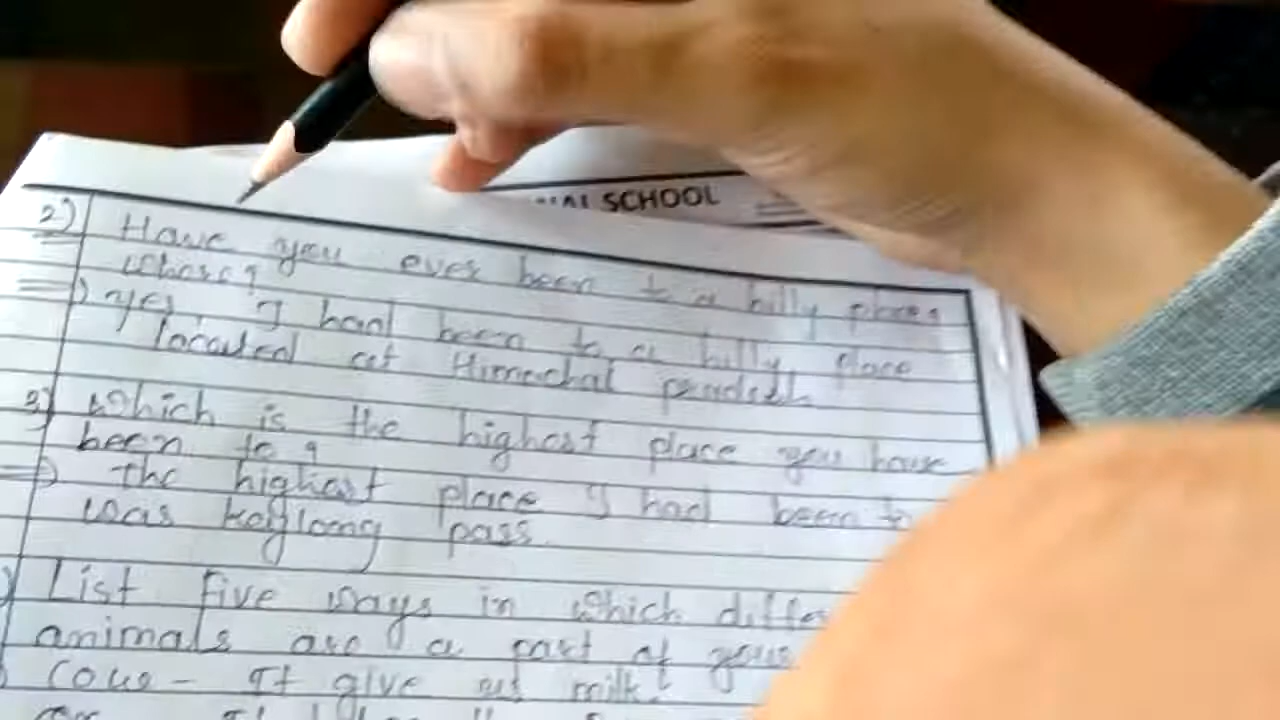 SCHOOL
2) Have you ever been to a hilly places
where?
=> yes, I had been to a hilly place
located at Himachal pradesh
3) Which is the highest place you have
been to ?
=> the highest place I had been to
was keylong pass.
List five ways in which differ
animals are a part of your
Cow - It give us milk.